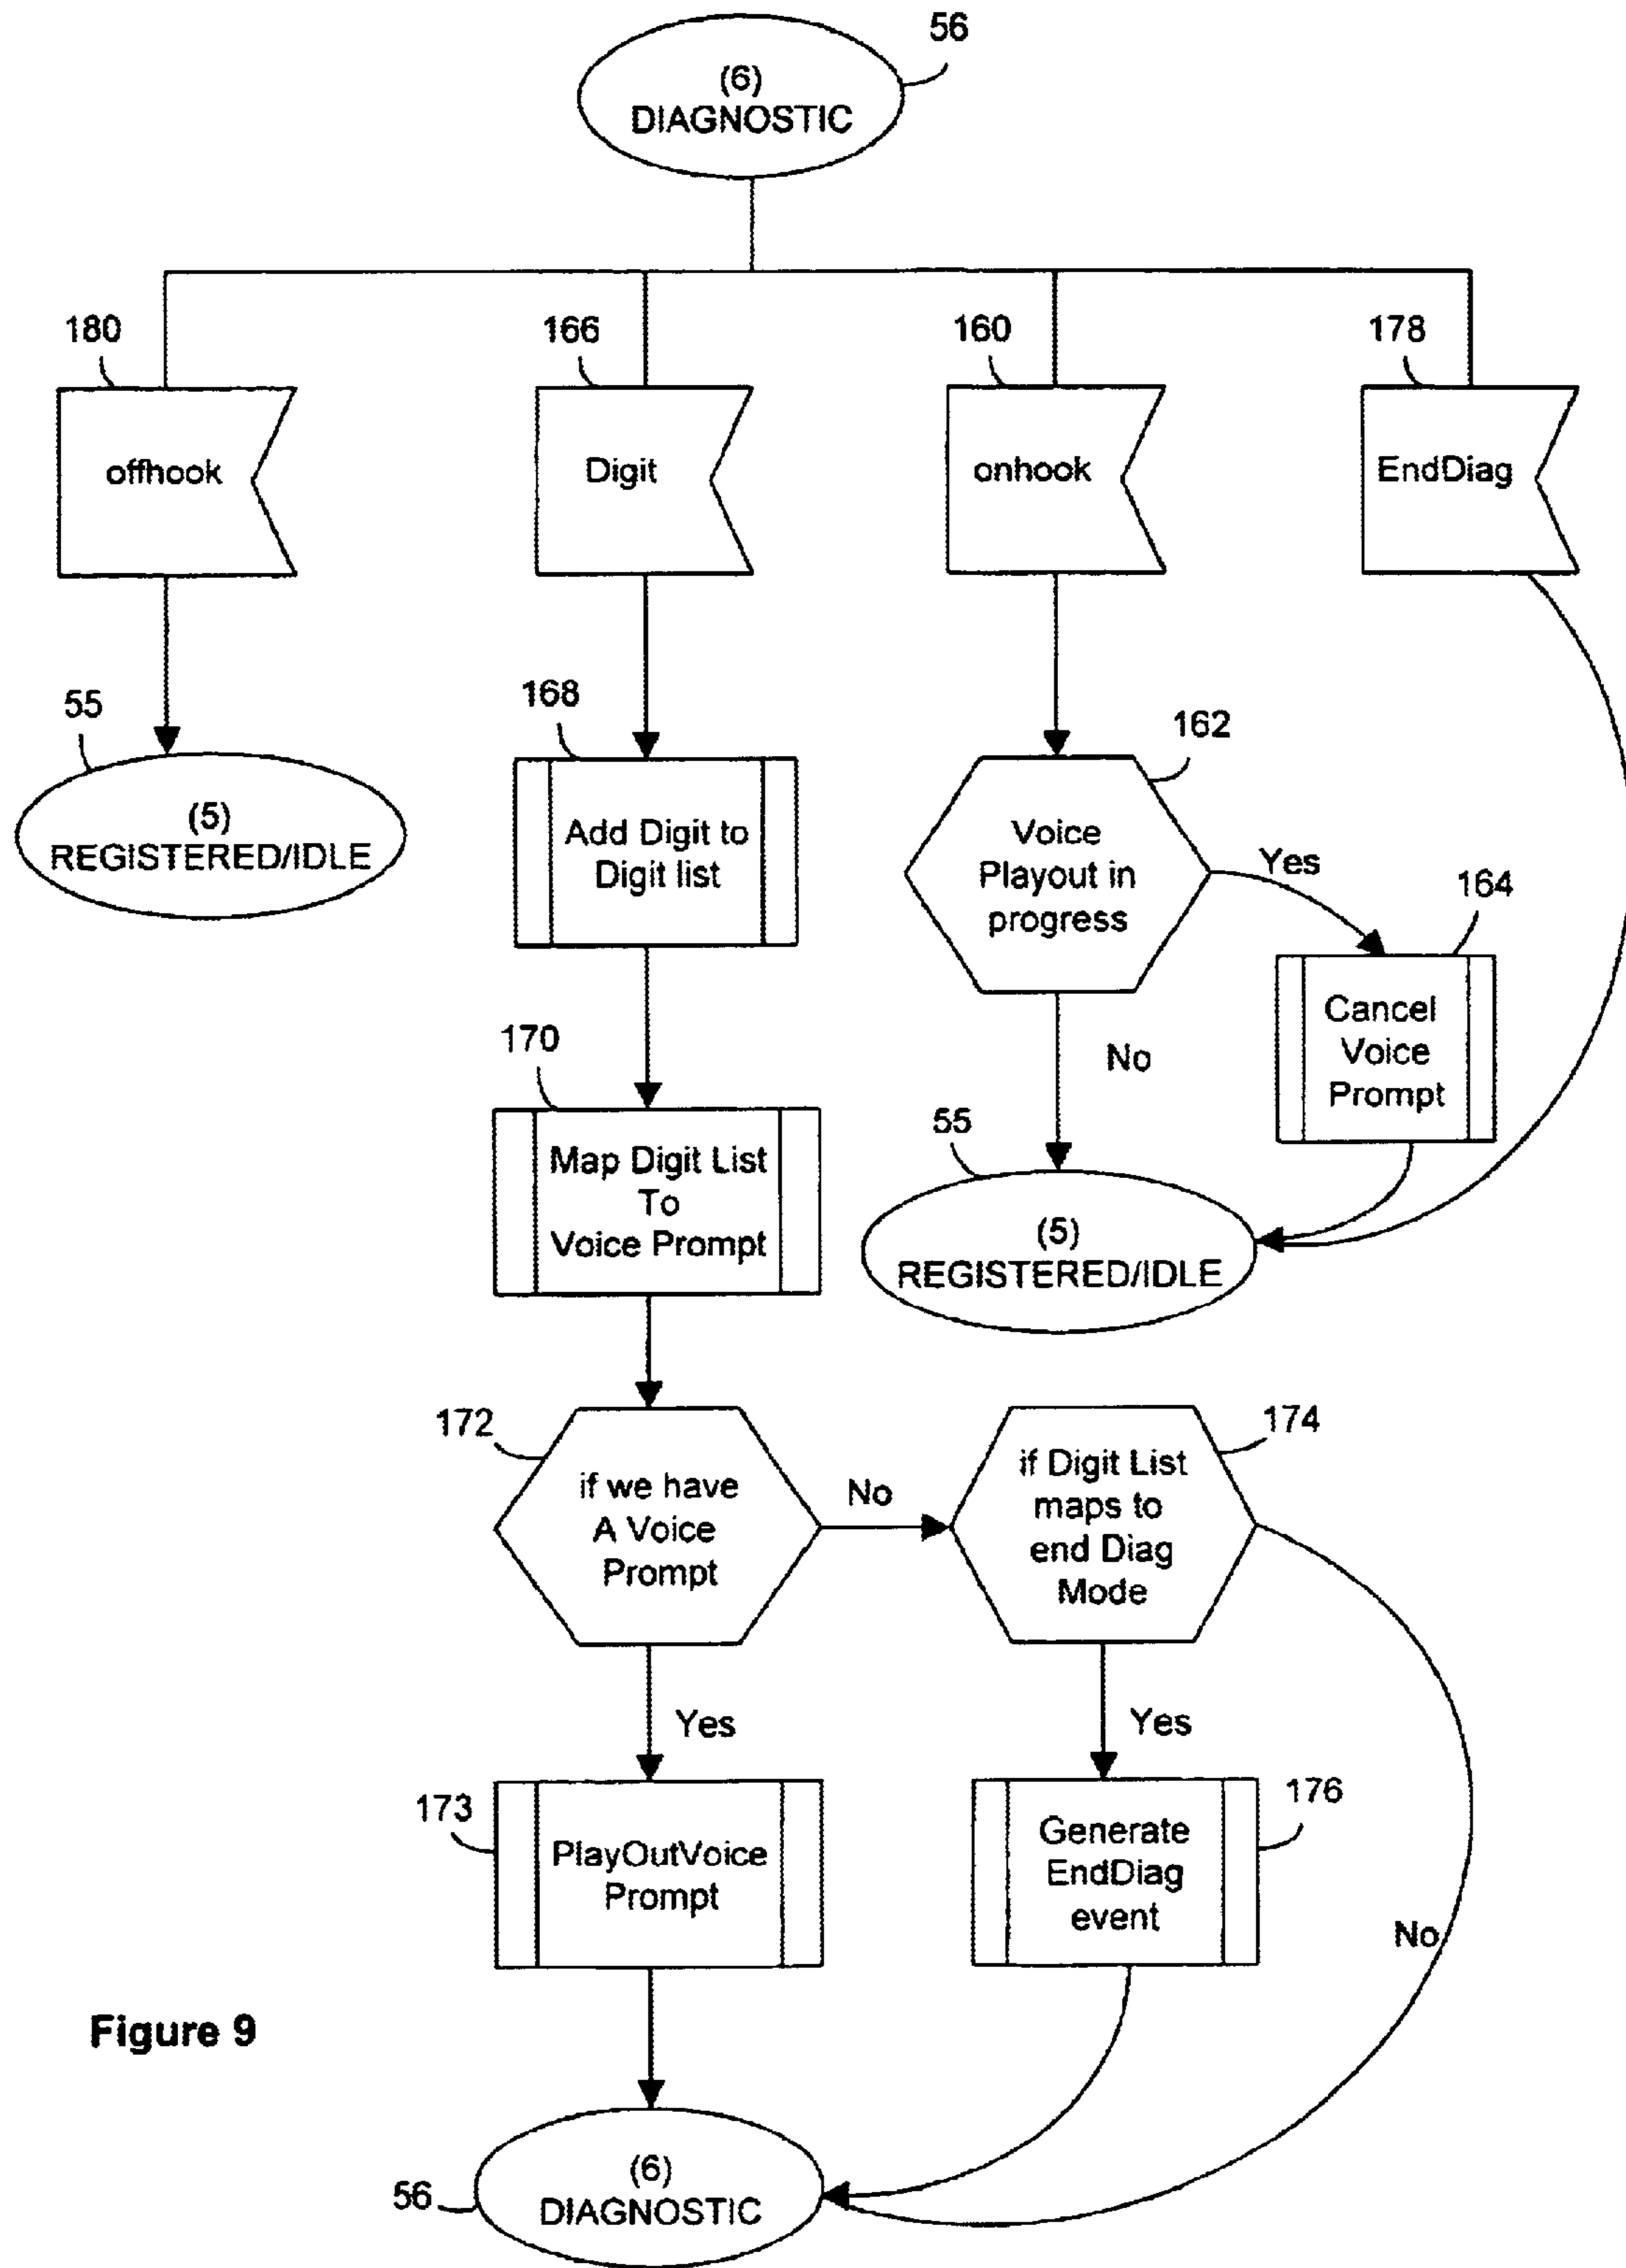 56
(6)
DIAGNOSTIC
180
166
160
178
offhook
Digit
onhook
EndDiag
55
(5)
REGISTERED/IDLE
168
Add Digit to
Digit list
162
Voice
Playout in
progress
Yes
164
Cancel
Voice
Prompt
No
170
Map Digit List
To
Voice Prompt
55
(5)
REGISTERED/IDLE
172
if we have
A Voice
Prompt
No
174
if Digit List
maps to
end Diag
Mode
Yes
Yes
173
PlayOutVoice
Prompt
176
Generate
EndDiag
event
No
Figure 9
56
(6)
DIAGNOSTIC